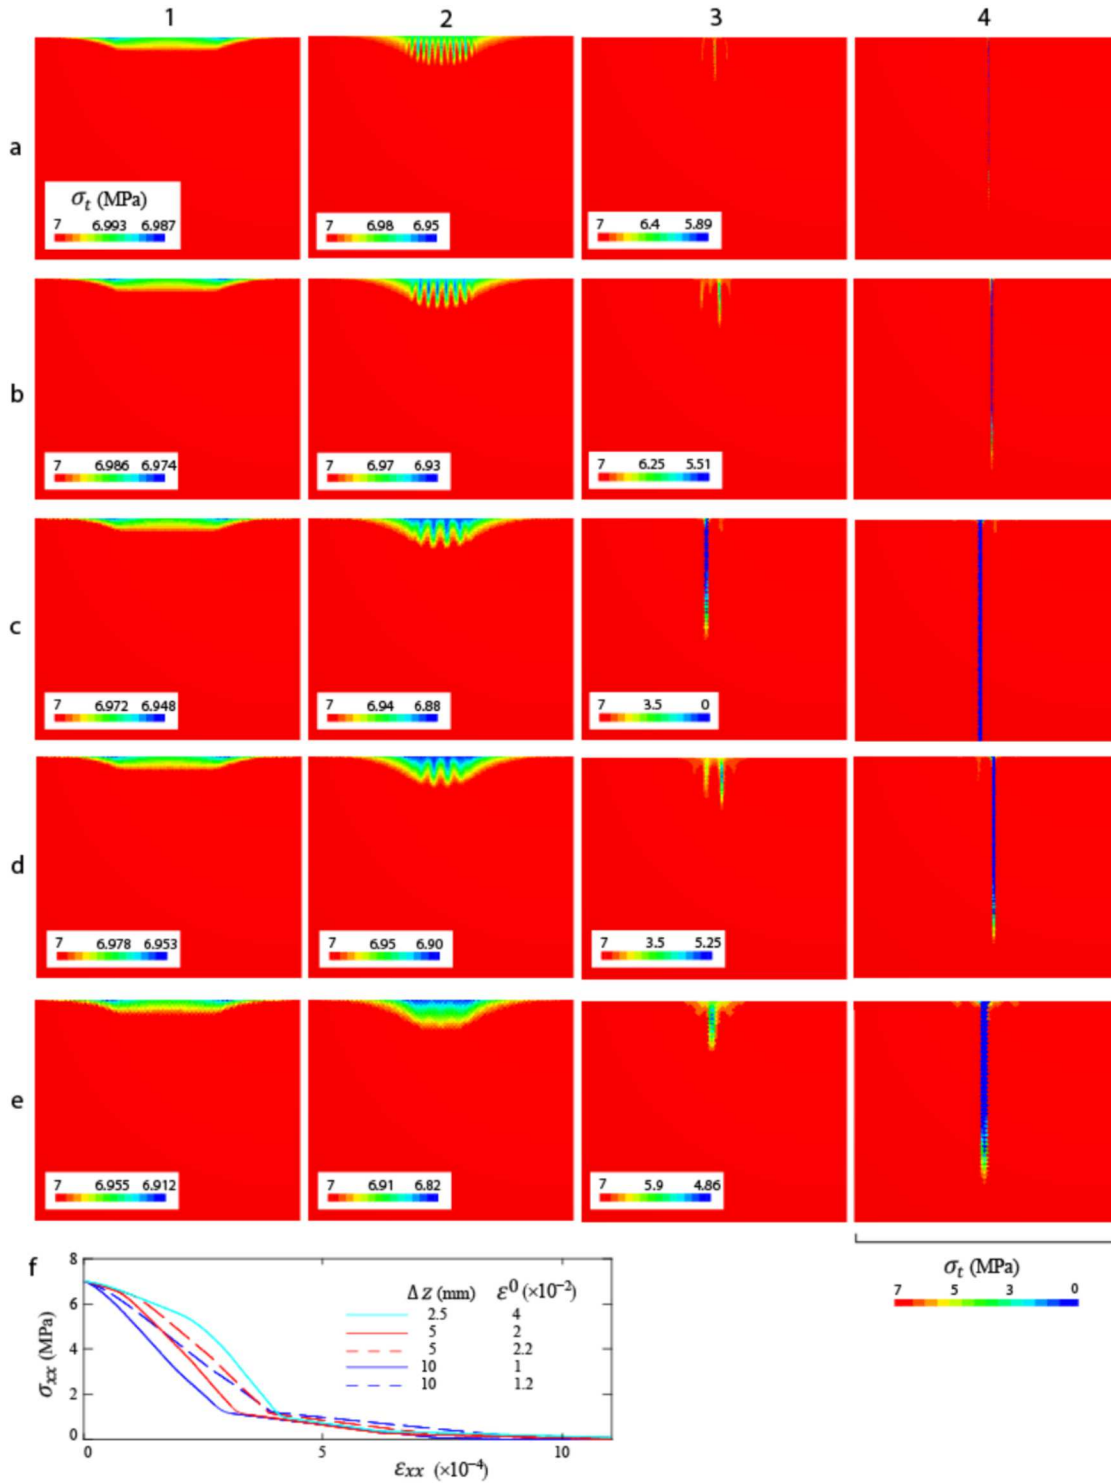 1 2 3 4
a
σt (MPa)
7 6.993 6.987
7 6.98 6.95
7 6.4 5.89
b
7 6.986 6.974
7 6.97 6.93
7 6.25 5.51
c
7 6.972 6.948
7 6.94 6.88
7 3.5 0
d
7 6.978 6.953
7 6.95 6.90
7 3.5 5.25
e
7 6.955 6.912
7 6.91 6.82
7 5.9 4.86
σt (MPa)
7 5 3 0
f
8
6
4
2
0
σxx (MPa)
Δz (mm) ε⁰ (×10⁻²)
2.5 4
5 2
5 2.2
10 1
10 1.2
0 5 10
εxx (×10⁻⁴)